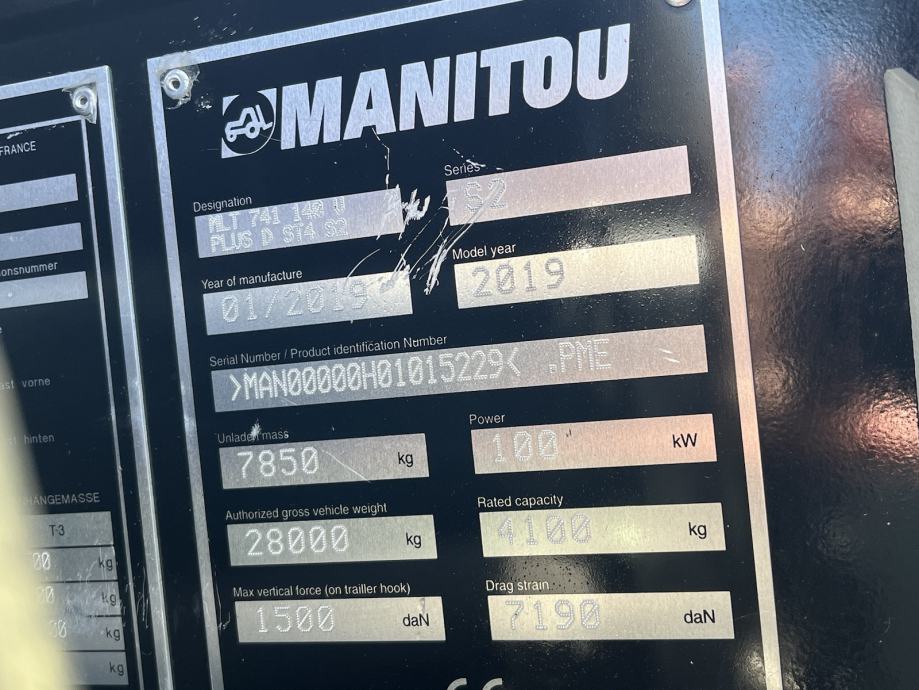 FRANCE
MANITOU
Designation
MLT 741 140 V
PLUS D ST4 S2
Series
S2
Year of manufacture
01/2019
Model year
2019
Serial Number / Product identification Number
>MAN00000H01015229< .PME
Unladen mass
7850 kg
Power
100 kW
Authorized gross vehicle weight
28000 kg
Rated capacity
4100 kg
Max vertical force (on trailler hook)
1500 daN
Drag strain
7190 daN
onsnummer
vorne
hinten
HÄNGEMASSE
T-3
kg
kg
kg
kg